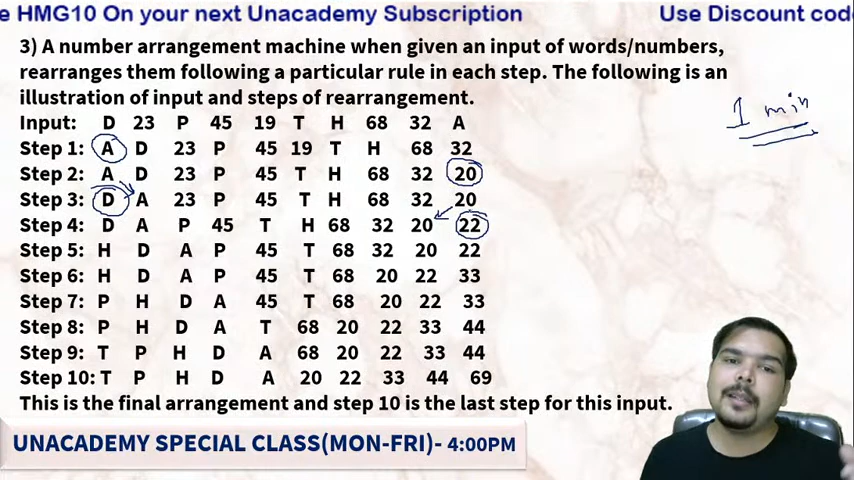 e HMG10 On your next Unacademy Subscription Use Discount cod
3) A number arrangement machine when given an input of words/numbers,
rearranges them following a particular rule in each step. The following is an
illustration of input and steps of rearrangement.
1 min
Input: D 23 P 45 19 T H 68 32 A
Step 1: A D 23 P 45 19 T H 68 32
Step 2: A D 23 P 45 T H 68 32 20
Step 3: D A 23 P 45 T H 68 32 20
Step 4: D A P 45 T H 68 32 20 22
Step 5: H D A P 45 T 68 32 20 22
Step 6: H D A P 45 T 68 20 22 33
Step 7: P H D A 45 T 68 20 22 33
Step 8: P H D A T 68 20 22 33 44
Step 9: T P H D A 68 20 22 33 44
Step 10: T P H D A 20 22 33 44 69
This is the final arrangement and step 10 is the last step for this input.
UNACADEMY SPECIAL CLASS(MON-FRI)- 4:00PM